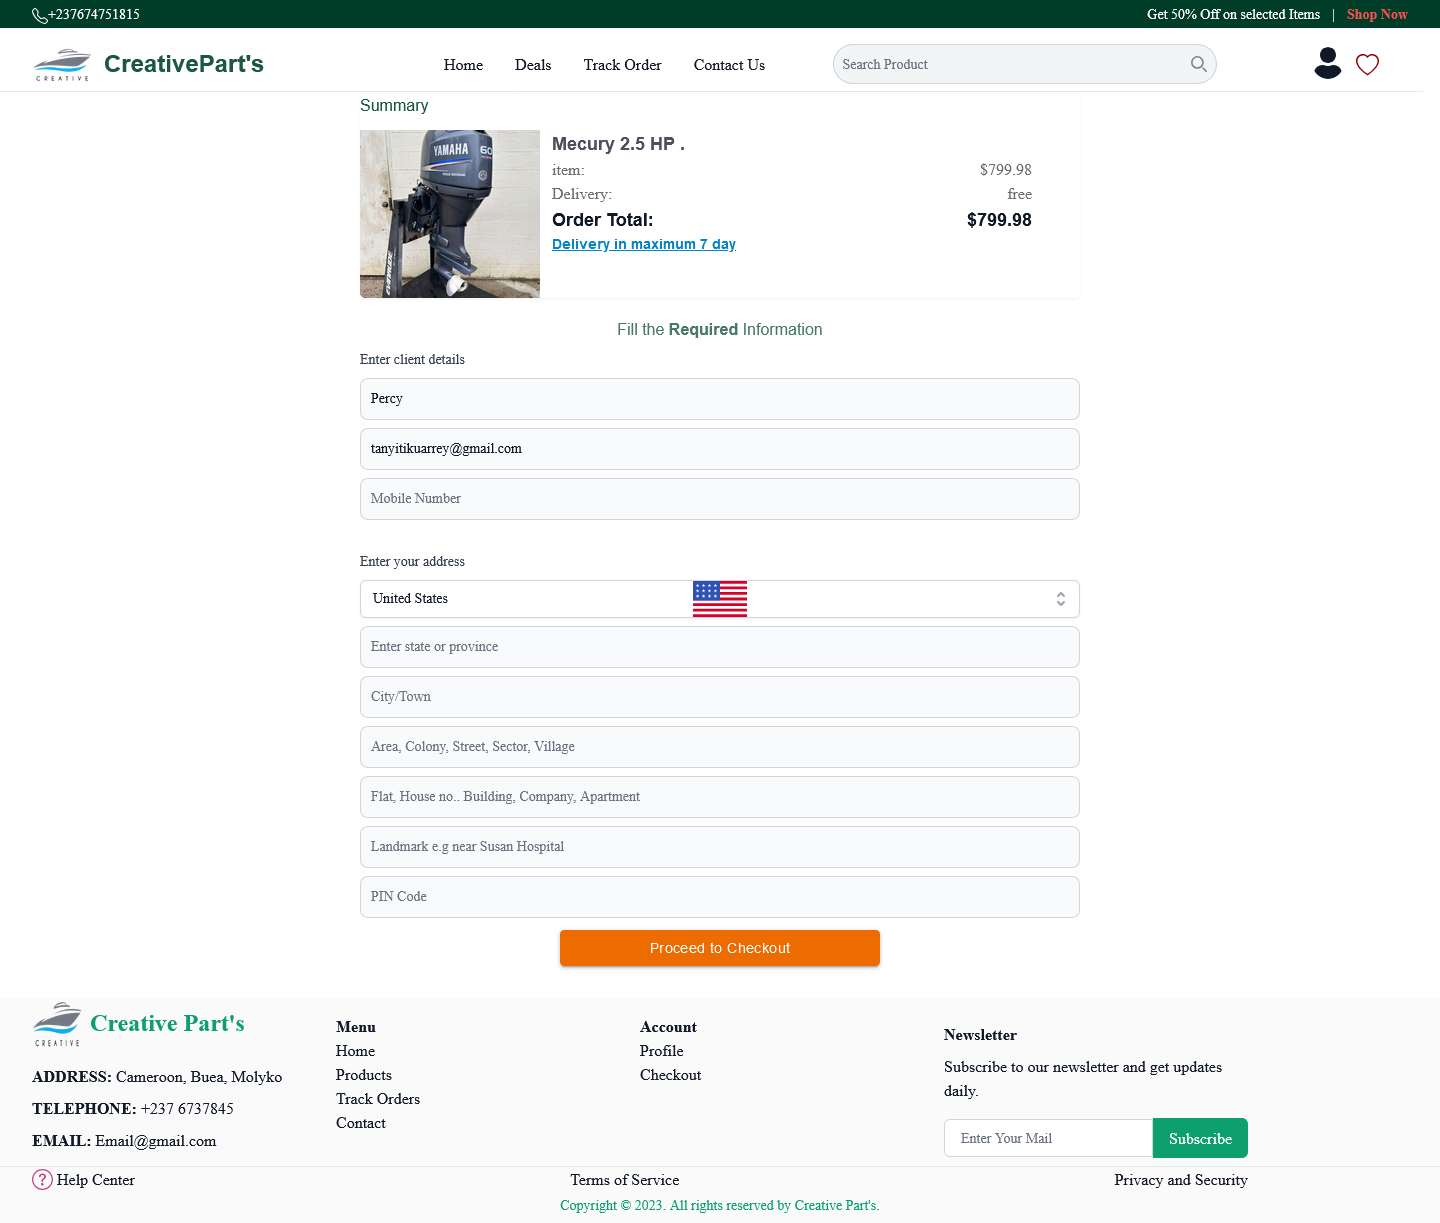 +237674751815
Get 50% Off on selected Items | Shop Now
CREATIVE
CreativePart's
Home
Deals
Track Order
Contact Us
Search Product
Summary
YAMAHA
60
EVINRUDE
Mecury 2.5 HP .
item: $799.98
Delivery: free
Order Total: $799.98
Delivery in maximum 7 day
Fill the Required Information
Enter client details
Percy
tanyitikuarrey@gmail.com
Mobile Number
Enter your address
United States
Enter state or province
City/Town
Area, Colony, Street, Sector, Village
Flat, House no.. Building, Company, Apartment
Landmark e.g near Susan Hospital
PIN Code
Proceed to Checkout
CREATIVE
Creative Part's
ADDRESS: Cameroon, Buea, Molyko
TELEPHONE: +237 6737845
EMAIL: Email@gmail.com
Menu
Home
Products
Track Orders
Contact
Account
Profile
Checkout
Newsletter
Subscribe to our newsletter and get updates
daily.
Enter Your Mail
Subscribe
? Help Center
Terms of Service
Privacy and Security
Copyright © 2023. All rights reserved by Creative Part's.